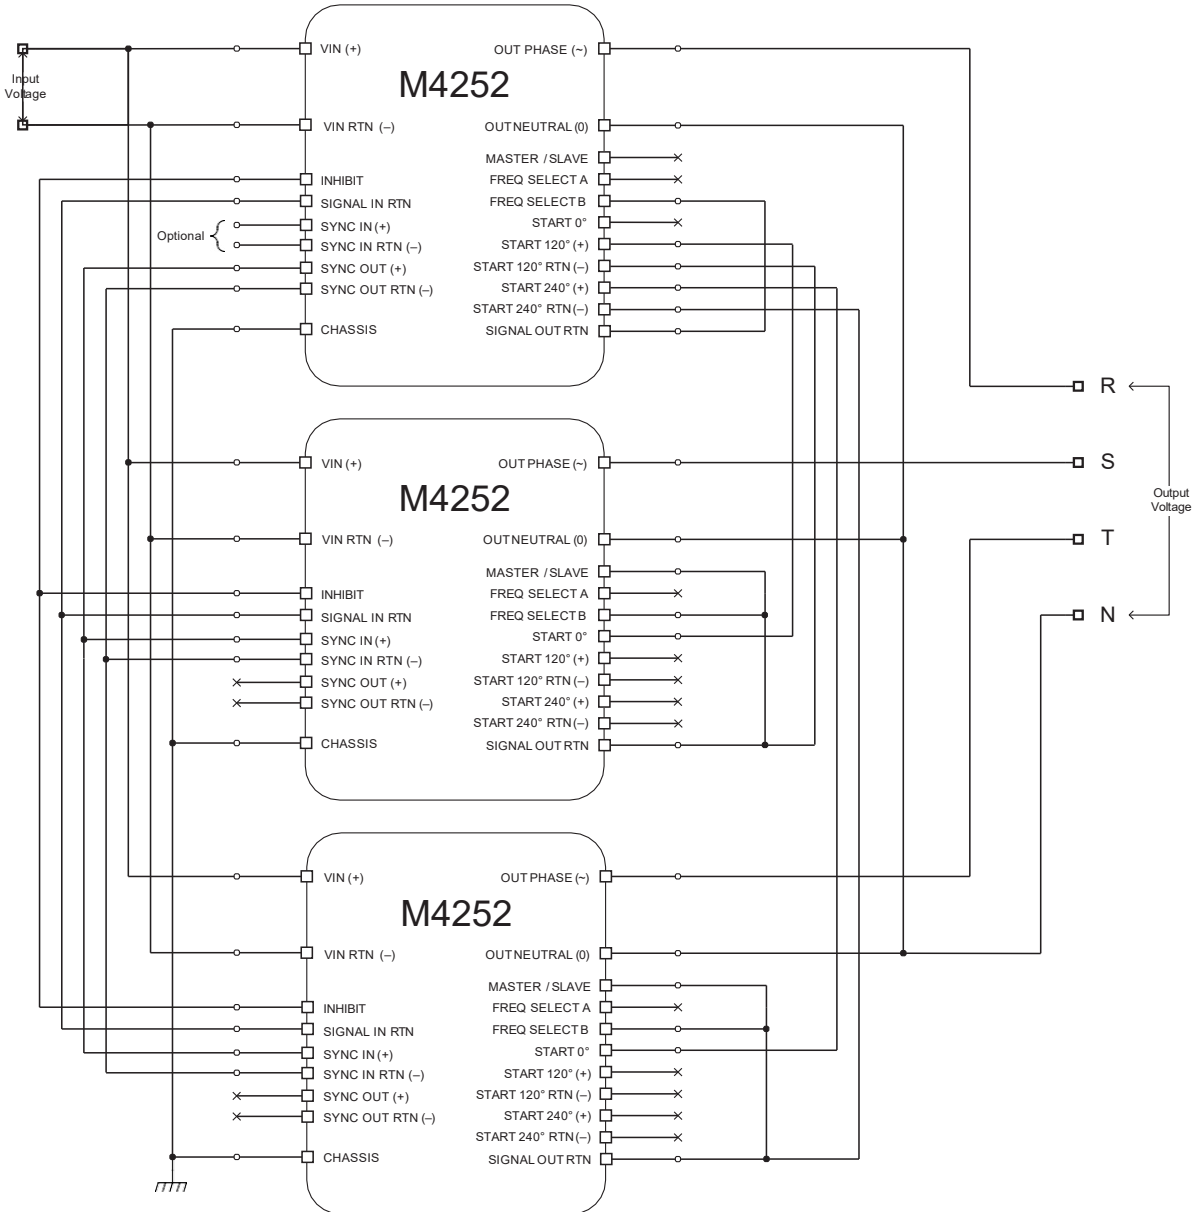 VIN (+)
OUT PHASE (~)
M4252
Input
Voltage
VIN RTN (–)
OUT NEUTRAL (0)
MASTER / SLAVE
INHIBIT
FREQ SELECT A
SIGNAL IN RTN
FREQ SELECT B
SYNC IN (+)
START 0°
Optional
SYNC IN RTN (–)
START 120° (+)
SYNC OUT (+)
START 120° RTN (–)
SYNC OUT RTN (–)
START 240° (+)
START 240° RTN (–)
CHASSIS
SIGNAL OUT RTN
R
VIN (+)
OUT PHASE (~)
S
M4252
Output
Voltage
VIN RTN (–)
OUT NEUTRAL (0)
T
MASTER / SLAVE
INHIBIT
FREQ SELECT A
SIGNAL IN RTN
FREQ SELECT B
N
SYNC IN (+)
START 0°
SYNC IN RTN (–)
START 120° (+)
SYNC OUT (+)
START 120° RTN (–)
SYNC OUT RTN (–)
START 240° (+)
START 240° RTN (–)
CHASSIS
SIGNAL OUT RTN
VIN (+)
OUT PHASE (~)
M4252
VIN RTN (–)
OUT NEUTRAL (0)
MASTER / SLAVE
INHIBIT
FREQ SELECT A
SIGNAL IN RTN
FREQ SELECT B
SYNC IN (+)
START 0°
SYNC IN RTN (–)
START 120° (+)
SYNC OUT (+)
START 120° RTN (–)
SYNC OUT RTN (–)
START 240° (+)
START 240° RTN (–)
CHASSIS
SIGNAL OUT RTN